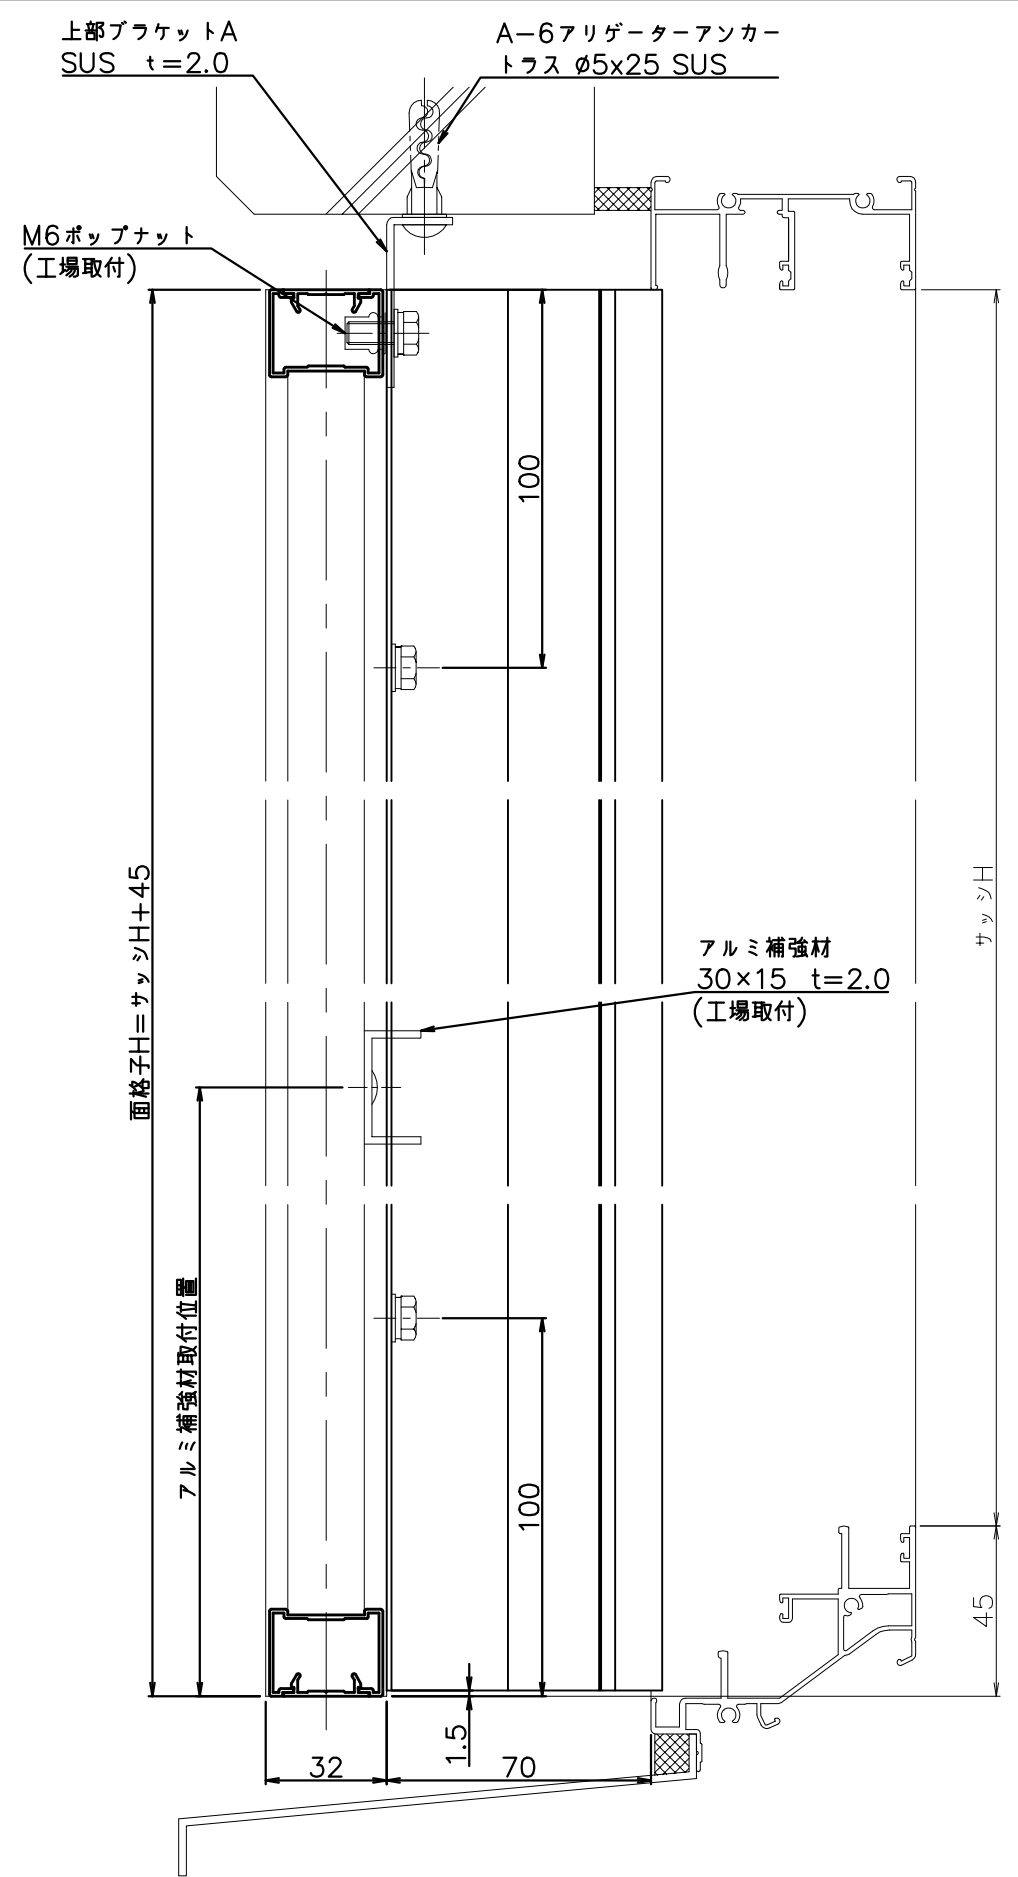 上部ブラケットA
SUS t=2.0
A-6アリゲーターアンカー
トラス φ5x25 SUS
M6ポップナット
(工場取付)
100
面格子H=サッシH+45
サッシH
アルミ補強材
30×15 t=2.0
(工場取付)
アルミ補強材取付位置
100
45
1.5
32
70